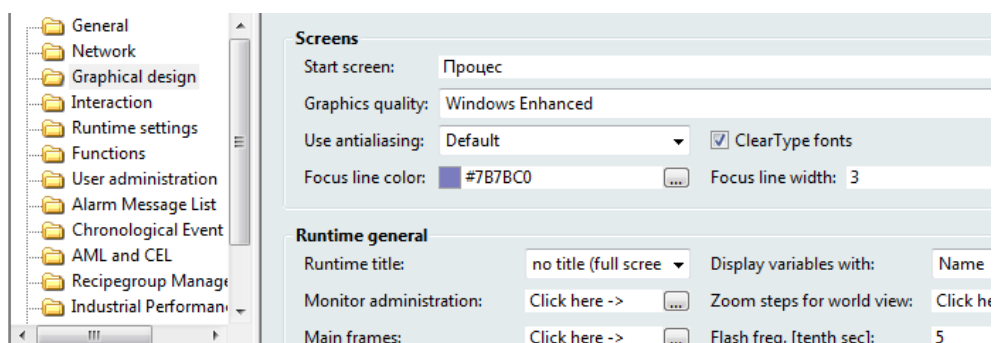 General
Network
Graphical design
Interaction
Runtime settings
Functions
User administration
Alarm Message List
Chronological Event
AML and CEL
Recipegroup Manage
Industrial Performan
Screens
Start screen: Процес
Graphics quality: Windows Enhanced
Use antialiasing: Default ClearType fonts
Focus line color: #7B7BC0 ... Focus line width: 3
Runtime general
Runtime title: no title (full scree Display variables with: Name
Monitor administration: Click here -> ... Zoom steps for world view: Click he
Main frames: Click here -> ... Flash freq. [tenth sec]: 5